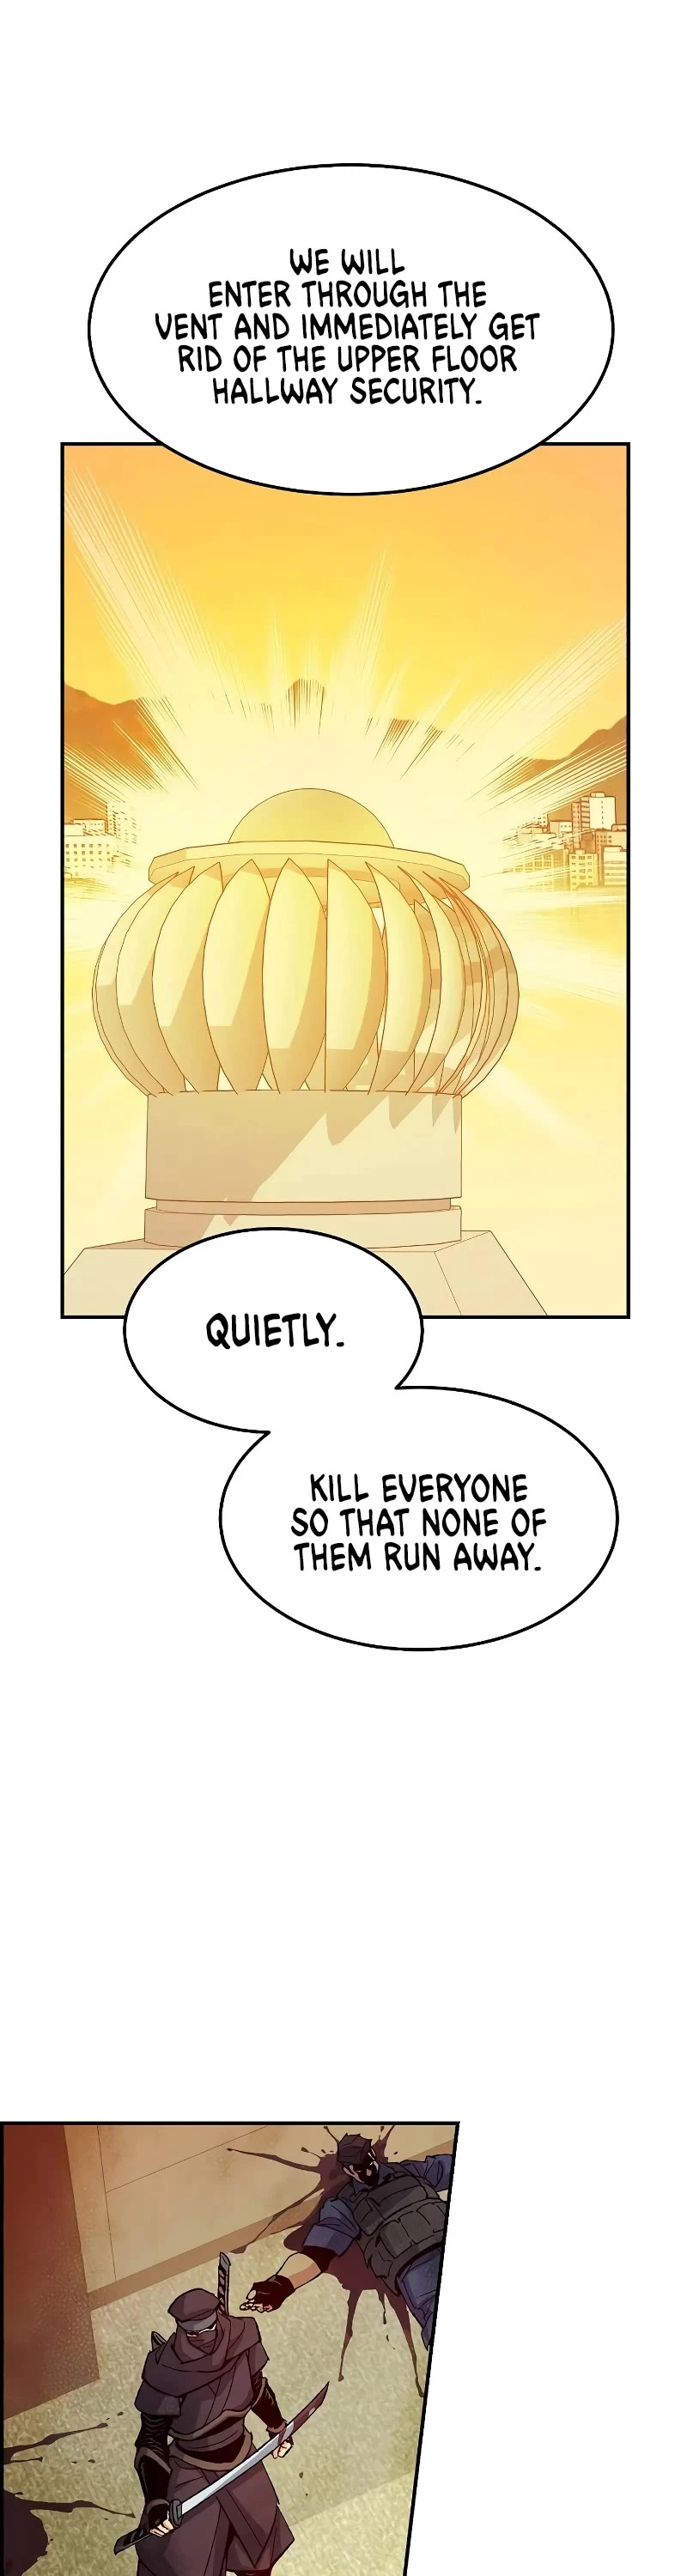 WE WILL
ENTER THROUGH THE
VENT AND IMMEDIATELY GET
RID OF THE UPPER FLOOR
HALLWAY SECURITY.
QUIETLY.
KILL EVERYONE
SO THAT NONE OF
THEM RUN AWAY.